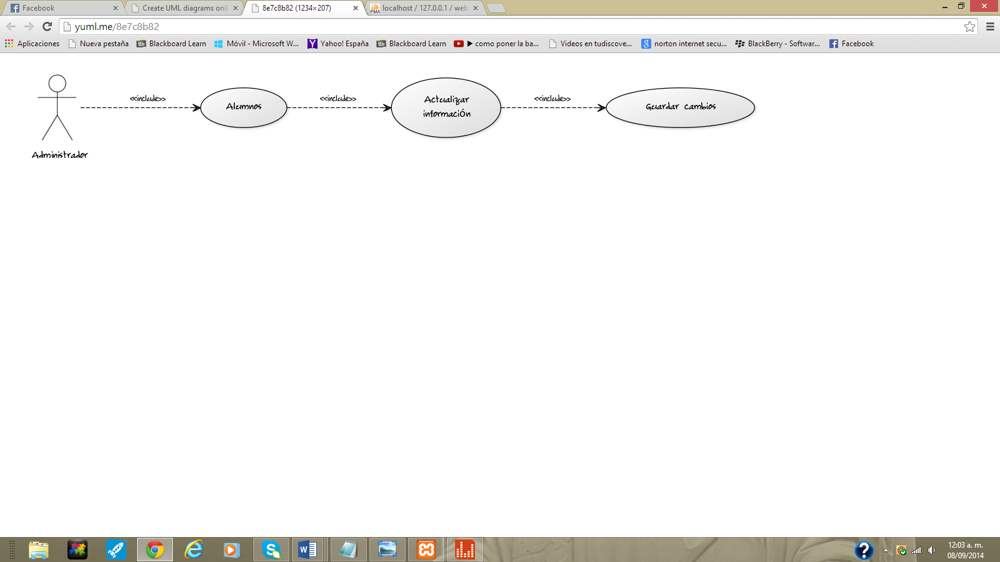 Facebook
Create UML diagrams onli
8e7c8b82 (1234×207)
localhost / 127.0.0.1 / web
yuml.me/8e7c8b82
Aplicaciones
Nueva pestaña
Blackboard Learn
Móvil - Microsoft W...
Yahoo! España
Blackboard Learn
▶ como poner la ba...
Videos en tudiscove...
norton internet secu...
BlackBerry - Softwar...
Facebook
<<include>>
<<include>>
<<include>>
Alumnos
Actualizar
informaciÓn
Guardar cambios
Administrador
12:03 a. m.
08/09/2014